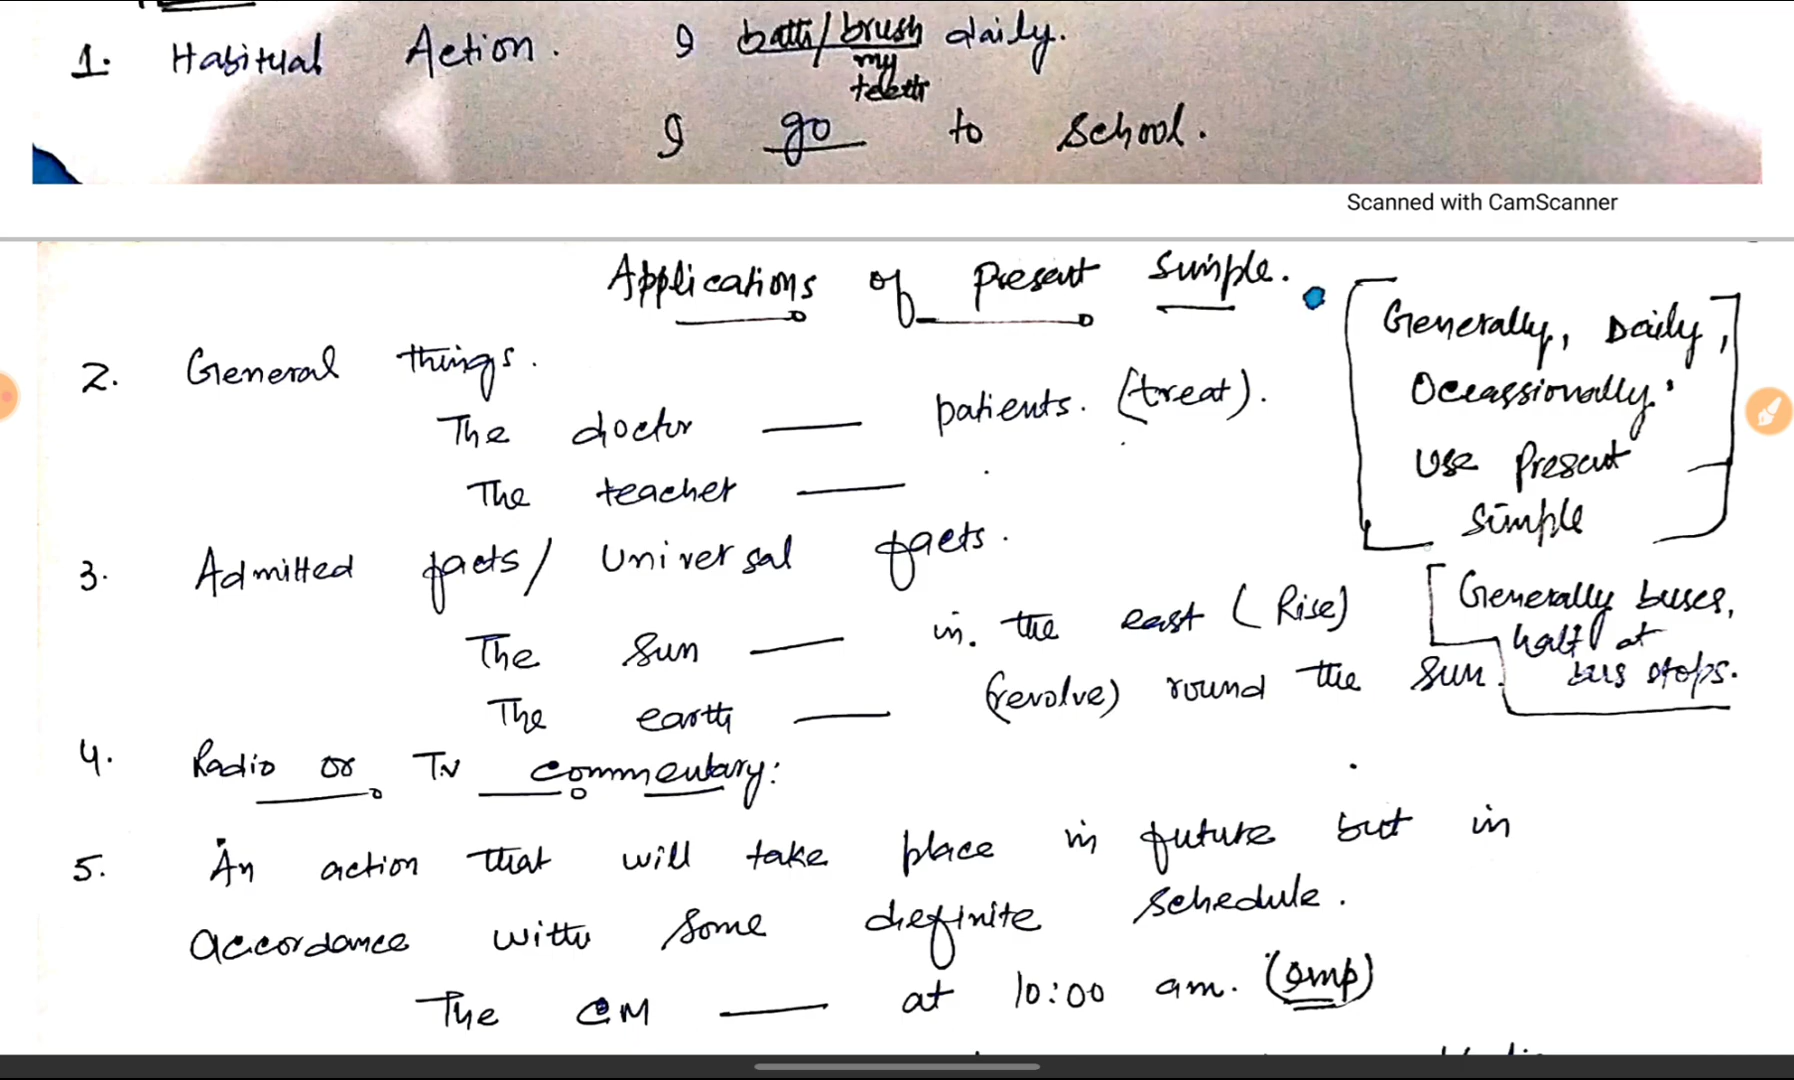 1. Habitual Action. I bath/brush daily.
my
teeth
I go to School.
Scanned with CamScanner
Applications of Present Simple.
Generally, Daily,
Occassionally.
Use Present
Simple
2. General things.
The doctor ___ patients. (treat).
The teacher ___
3. Admitted facts/ Universal facts.
The Sun ___ in. the east (Rise)
The earth ___ (revolve) round the Sun.
Generally buses,
halt at
bus stops.
4. Radio or TV Commentary:
5. An action that will take place in future but in
accordance with some definite schedule.
The CM ___ at 10:00 am. (Imp)